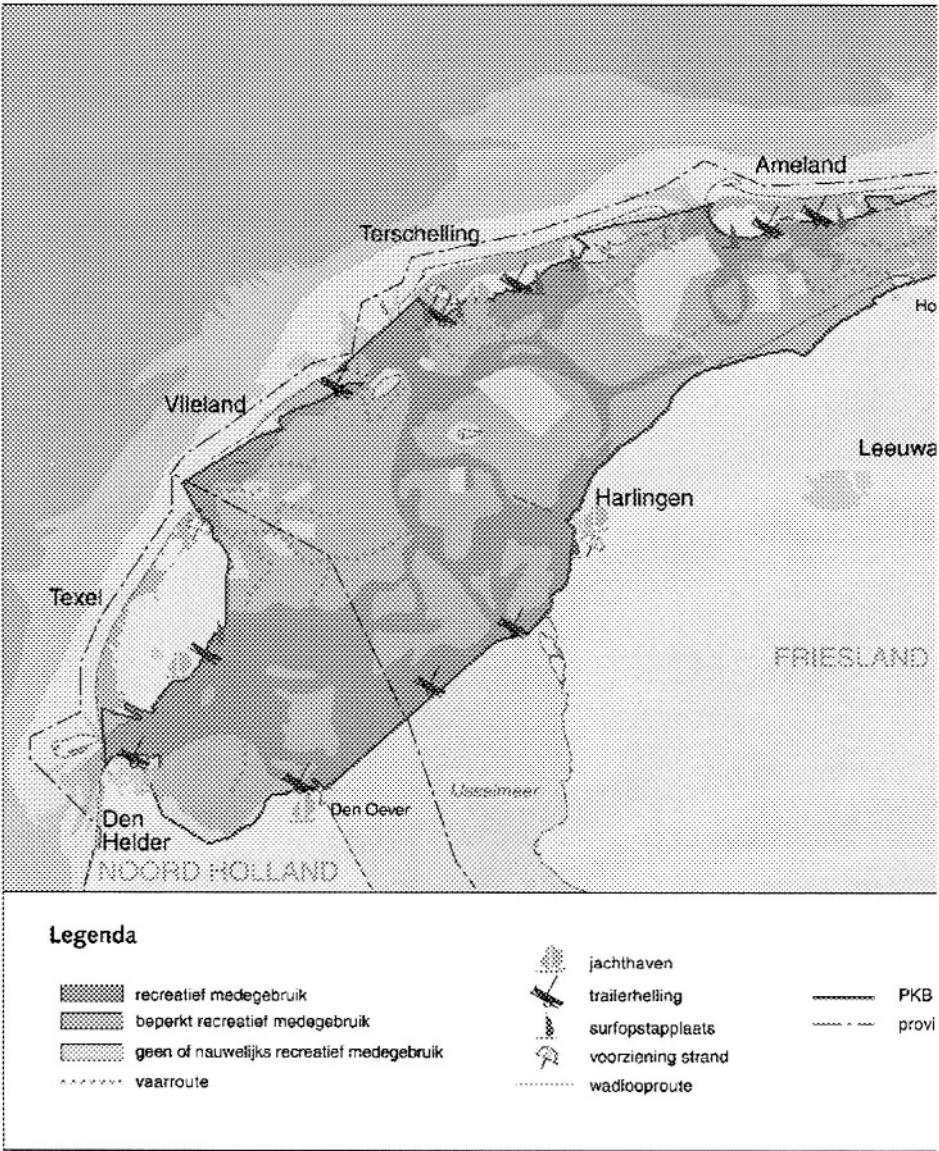 Ameland
Terschelling
Ho
Vlieland
Leeuwa
Harlingen
Texel
FRIESLAND
IJsselmeer
Den Oever
Den
Helder
NOORD HOLLAND
Legenda
recreatief medegebruik
beperkt recreatief medegebruik
geen of nauwelijks recreatief medegebruik
vaarroute
jachthaven
trailerhelling
surfopstapplaats
voorziening strand
wadlooproute
PKB
provi